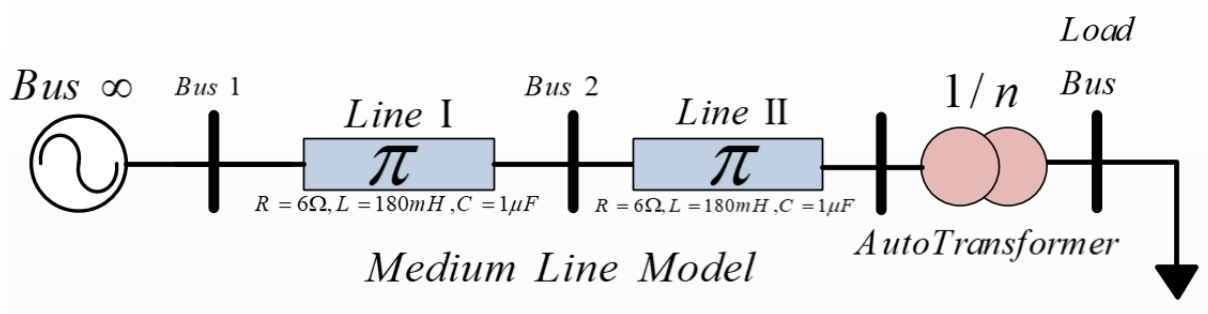 Load
Bus ∞
Bus 1
Bus 2
1/n
Bus
Line I
Line II
π
π
R = 6Ω, L = 180mH , C = 1μF
R = 6Ω, L = 180mH , C = 1μF
AutoTransformer
Medium Line Model